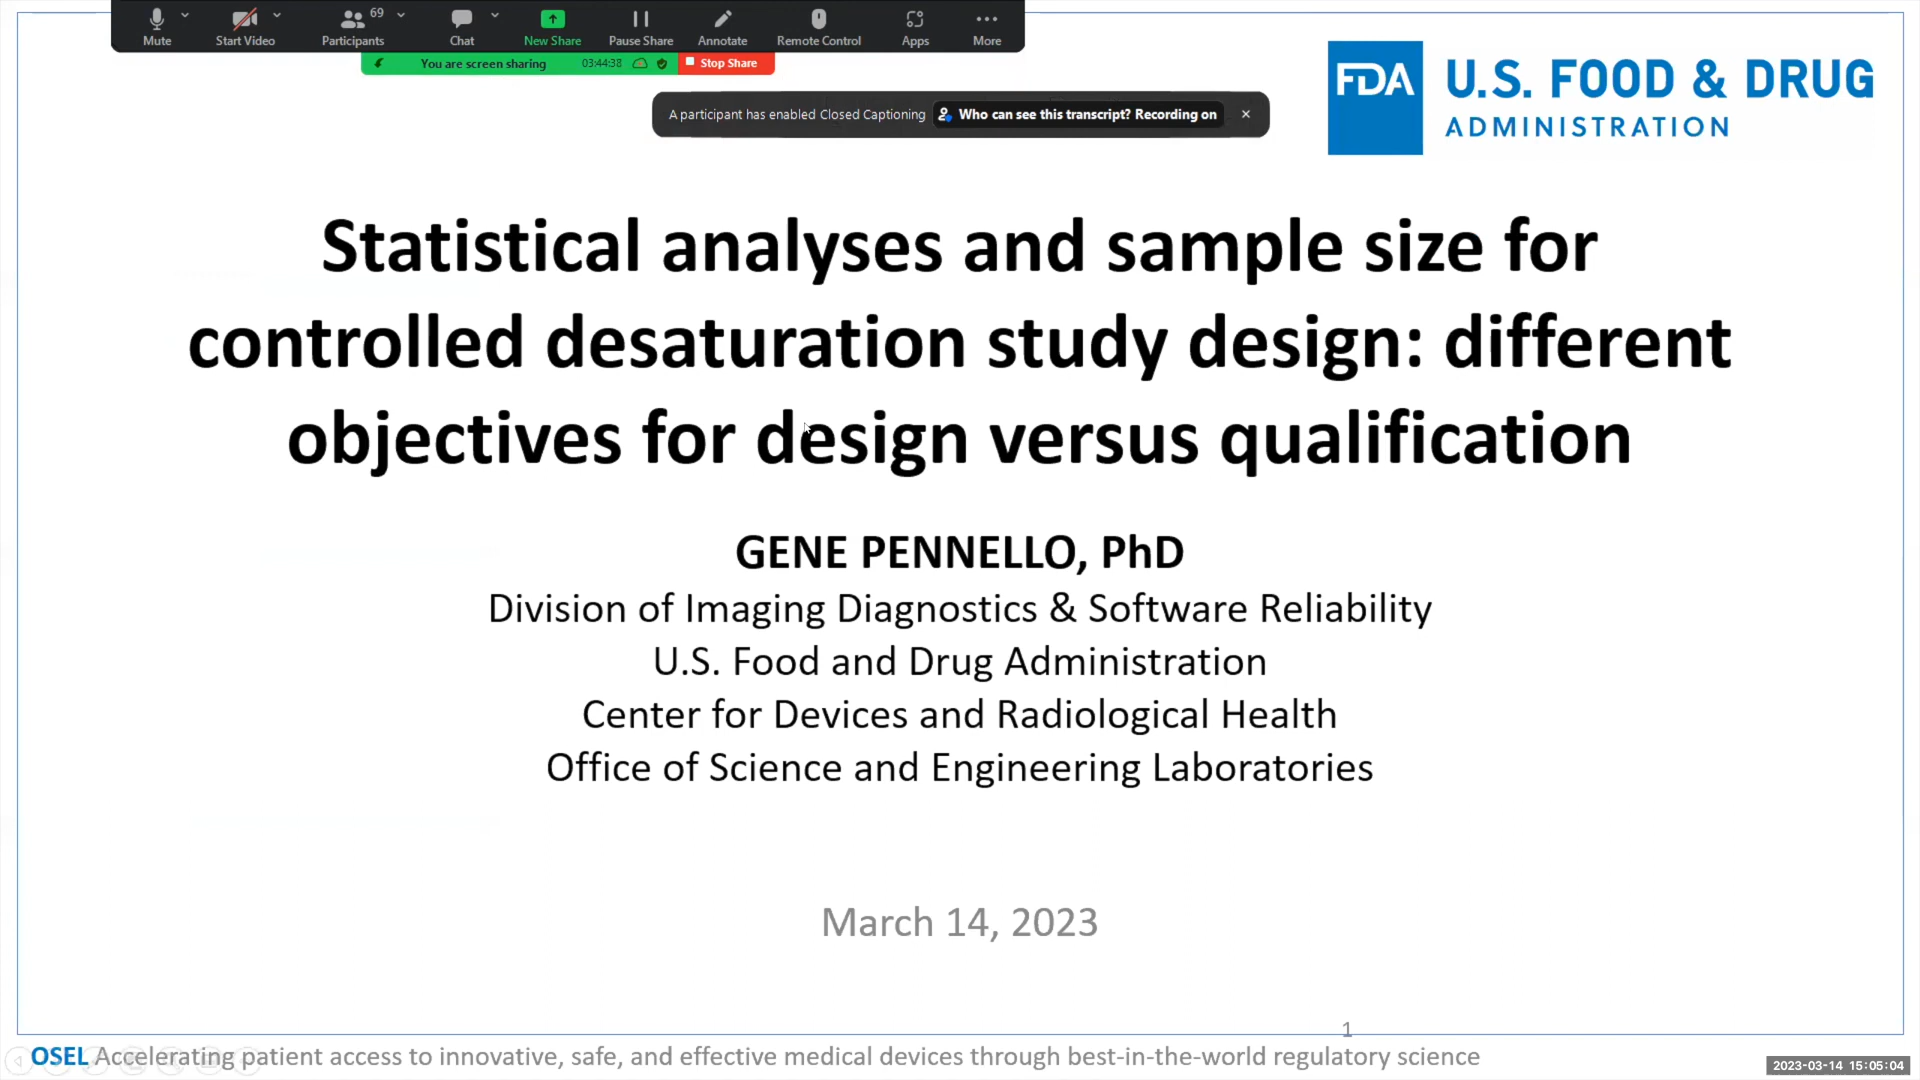 Mute
Start Video
69
Participants
Chat
New Share
Pause Share
Annotate
Remote Control
Apps
More
You are screen sharing
03:44:38
Stop Share
A participant has enabled Closed Captioning
Who can see this transcript? Recording on
FDA
U.S. FOOD & DRUG
ADMINISTRATION
Statistical analyses and sample size for
controlled desaturation study design: different
objectives for design versus qualification
GENE PENNELLO, PhD
Division of Imaging Diagnostics & Software Reliability
U.S. Food and Drug Administration
Center for Devices and Radiological Health
Office of Science and Engineering Laboratories
March 14, 2023
1
OSEL Accelerating patient access to innovative, safe, and effective medical devices through best-in-the-world regulatory science
2023-03-14 15:05:04